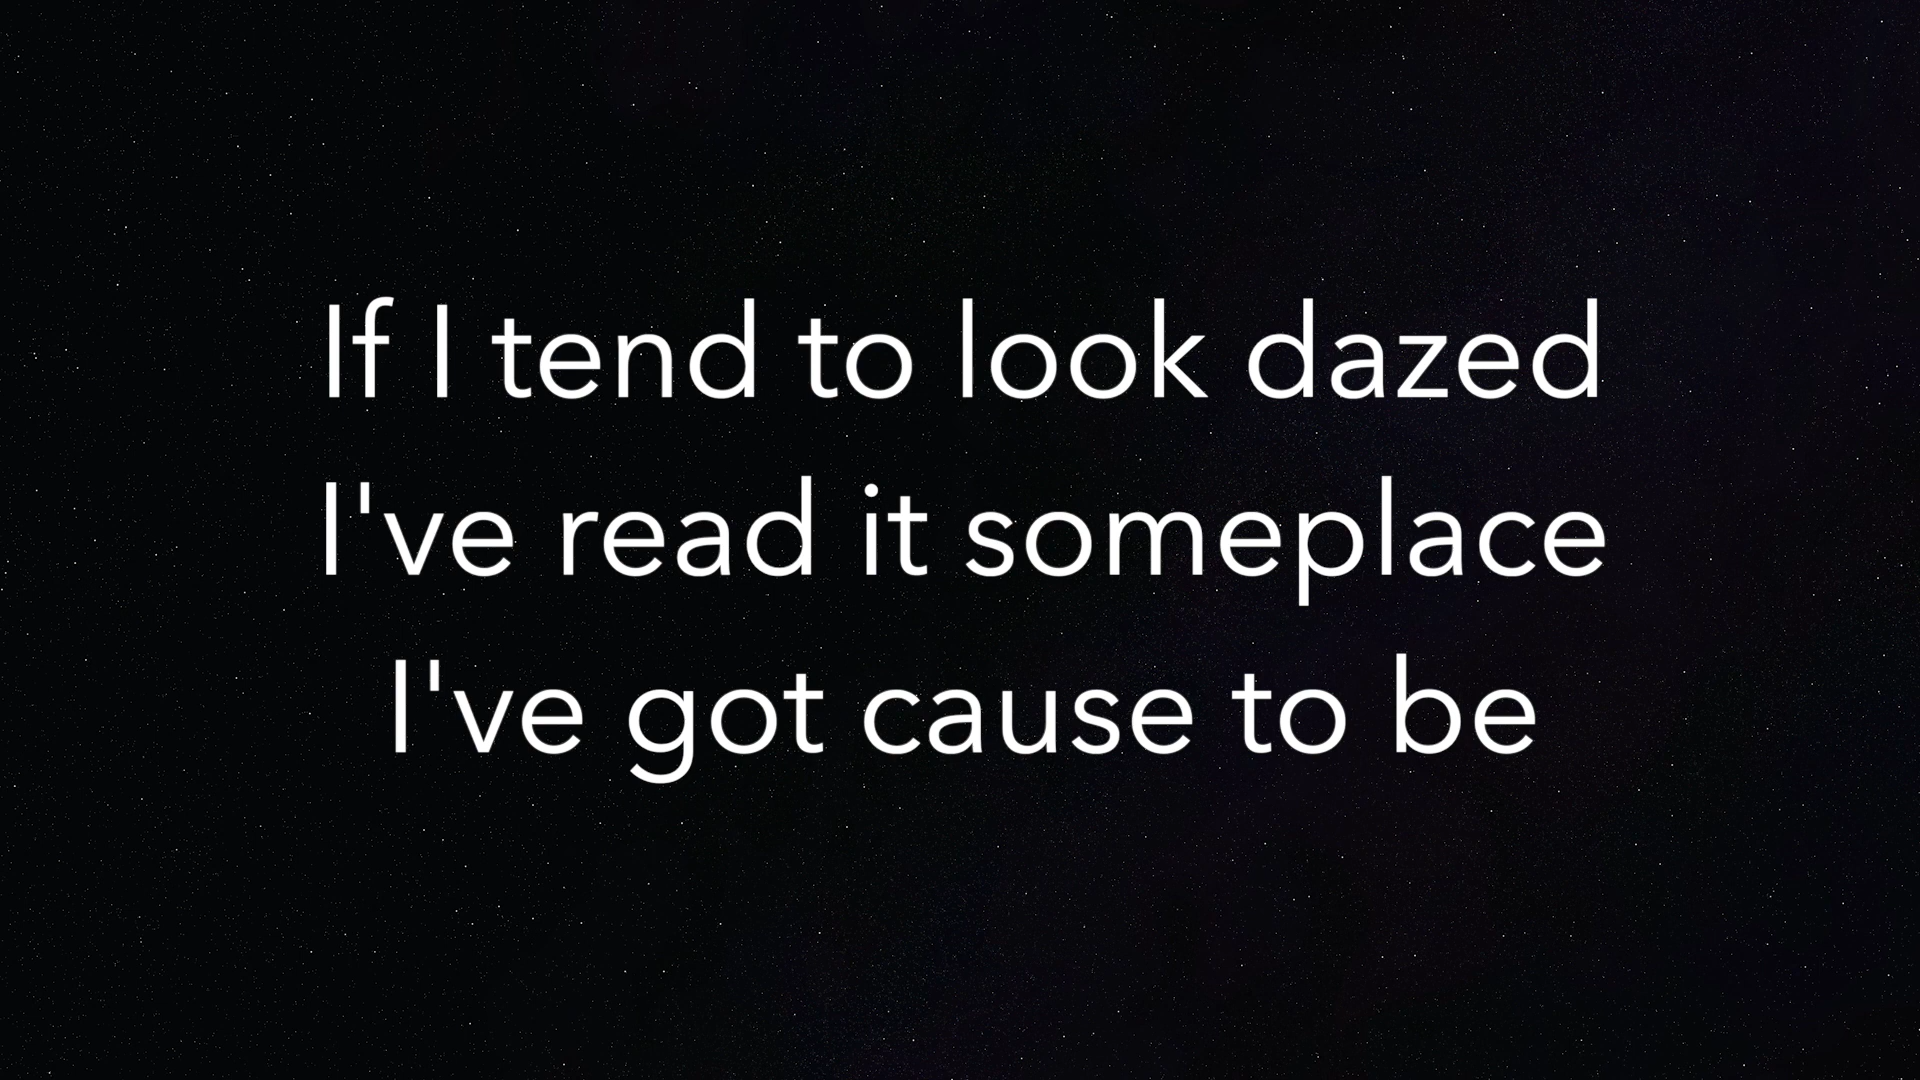 If I tend to look dazed
I've read it someplace
I've got cause to be